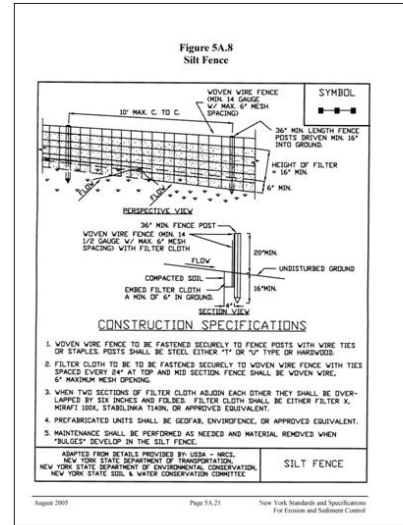 Figure 5A.8
Silt Fence
SYMBOL
WOVEN WIRE FENCE
(MIN. 14 GAUGE
W/ MAX. 6" MESH
SPACING)
10' MAX. C. TO C.
36" MIN. LENGTH FENCE
POSTS DRIVEN MIN. 16"
INTO GROUND.
HEIGHT OF FILTER
= 16" MIN.
6" MIN.
FLOW
FLOW
PERSPECTIVE VIEW
36" MIN. FENCE POST
WOVEN WIRE FENCE (MIN. 14
1/2 GAUGE W/ MAX. 6" MESH
SPACING) WITH FILTER CLOTH
20"MIN.
FLOW
UNDISTURBED GROUND
COMPACTED SOIL
16"MIN.
EMBED FILTER CLOTH
A MIN. OF 6" IN GROUND.
4"
SECTION VIEW
CONSTRUCTION SPECIFICATIONS
1. WOVEN WIRE FENCE TO BE FASTENED SECURELY TO FENCE POSTS WITH WIRE TIES
OR STAPLES. POSTS SHALL BE STEEL EITHER "T" OR "U" TYPE OR HARDWOOD.
2. FILTER CLOTH TO BE TO BE FASTENED SECURELY TO WOVEN WIRE FENCE WITH TIES
SPACED EVERY 24" AT TOP AND MID SECTION. FENCE SHALL BE WOVEN WIRE,
6" MAXIMUM MESH OPENING.
3. WHEN TWO SECTIONS OF FILTER CLOTH ADJOIN EACH OTHER THEY SHALL BE OVER-
LAPPED BY SIX INCHES AND FOLDED. FILTER CLOTH SHALL BE EITHER FILTER X,
MIRAFI 100X, STABILINKA T140N, OR APPROVED EQUIVALENT.
4. PREFABRICATED UNITS SHALL BE GEOFAB, ENVIROFENCE, OR APPROVED EQUIVALENT.
5. MAINTENANCE SHALL BE PERFORMED AS NEEDED AND MATERIAL REMOVED WHEN
"BULGES" DEVELOP IN THE SILT FENCE.
ADAPTED FROM DETAILS PROVIDED BY: USDA - NRCS,
NEW YORK STATE DEPARTMENT OF TRANSPORTATION,
NEW YORK STATE DEPARTMENT OF ENVIRONMENTAL CONSERVATION,
NEW YORK STATE SOIL & WATER CONSERVATION COMMITTEE
SILT FENCE
August 2005
Page 5A.21
New York Standards and Specifications
For Erosion and Sediment Control